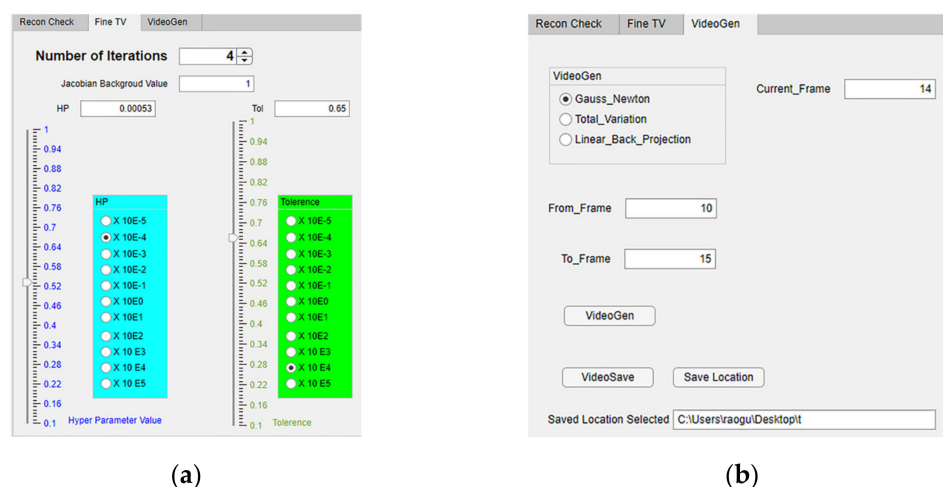 Recon Check Fine TV VideoGen
Number of Iterations 4
Jacobian Backgroud Value 1
HP 0.00053 Tol 0.65
1
0.94
0.88
0.82
0.76
0.7
0.64
0.58
0.52
0.46
0.4
0.34
0.28
0.22
0.16
0.1
Hyper Parameter Value
HP
X 10E-5
X 10E-4
X 10E-3
X 10E-2
X 10E-1
X 10E0
X 10E1
X 10E2
X 10 E3
X 10 E4
X 10 E5
1
0.94
0.88
0.82
0.76
0.7
0.64
0.58
0.52
0.46
0.4
0.34
0.28
0.22
0.16
0.1
Tolerence
Tolerence
X 10E-5
X 10E-4
X 10E-3
X 10E-2
X 10E-1
X 10E0
X 10E1
X 10E2
X 10 E3
X 10 E4
X 10 E5
(a)
Recon Check Fine TV VideoGen
VideoGen
Gauss_Newton
Total_Variation
Linear_Back_Projection
Current_Frame 14
From_Frame 10
To_Frame 15
VideoGen
VideoSave Save Location
Saved Location Selected C:\Users\raogu\Desktop\t
(b)